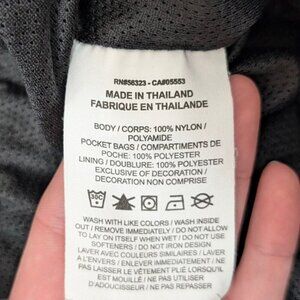 RN#56323 - CA#05553
MADE IN THAILAND
FABRIQUE EN THAILANDE
BODY / CORPS: 100% NYLON /
POLYAMIDE
POCKET BAGS / COMPARTIMENTS DE
POCHE: 100% POLYESTER
LINING / DOUBLURE: 100% POLYESTER
EXCLUSIVE OF DECORATION /
DECORATION NON COMPRISE
WASH WITH LIKE COLORS / WASH INSIDE
OUT / REMOVE IMMEDIATELY / DO NOT ALLOW
TO LAY ON ITSELF WHEN WET / DO NOT USE
SOFTENERS / DO NOT IRON DESIGN
LAVER AVEC COULEURS SIMILAIRES / LAVER
A L'ENVERS / ENLEVER IMMEDIATEMENT / NE
PAS LAISSER LE VÊTEMENT PLIÉ LORSQU'IL
EST MOUILLÉ / NE PAS UTILISER
D'ADOUCISSEUR / NE PAS